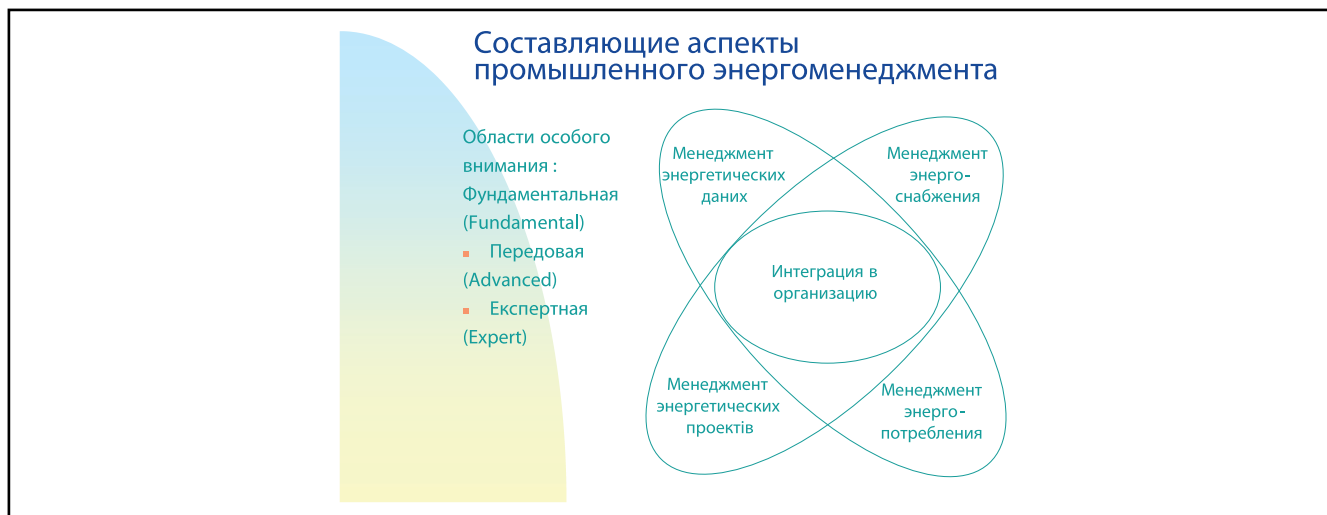 Составляющие аспекты
промышленного энергоменеджмента
Области особого
внимания :
Фундаментальная
(Fundamental)
▪ Передовая
(Advanced)
▪ Експертная
(Expert)
Менеджмент
энергетических
даних
Менеджмент
энерго-
снабжения
Интеграция в
организацию
Менеджмент
энергетических
проектів
Менеджмент
энерго-
потребления